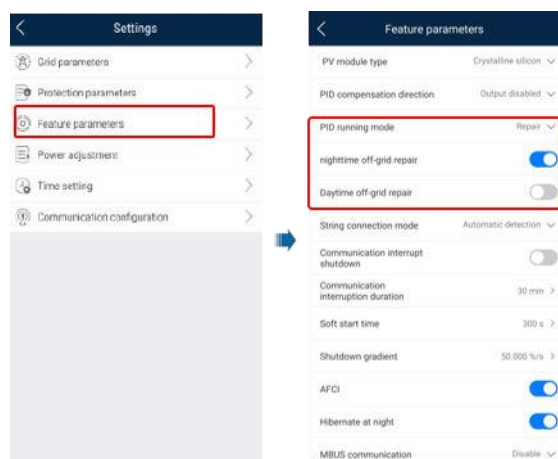 Settings
Grid parameters
Protection parameters
Feature parameters
Power adjustment
Time setting
Communication configuration
Feature parameters
PV module type Crystalline silicon
PID compensation direction Output disabled
PID running mode Repair
nighttime off-grid repair
Daytime off-grid repair
String connection mode Automatic detection
Communication interrupt
shutdown
Communication
interruption duration 30 min
Soft start time 300 s
Shutdown gradient 50.000 %/s
AFCI
Hibernate at night
MBUS communication Disable